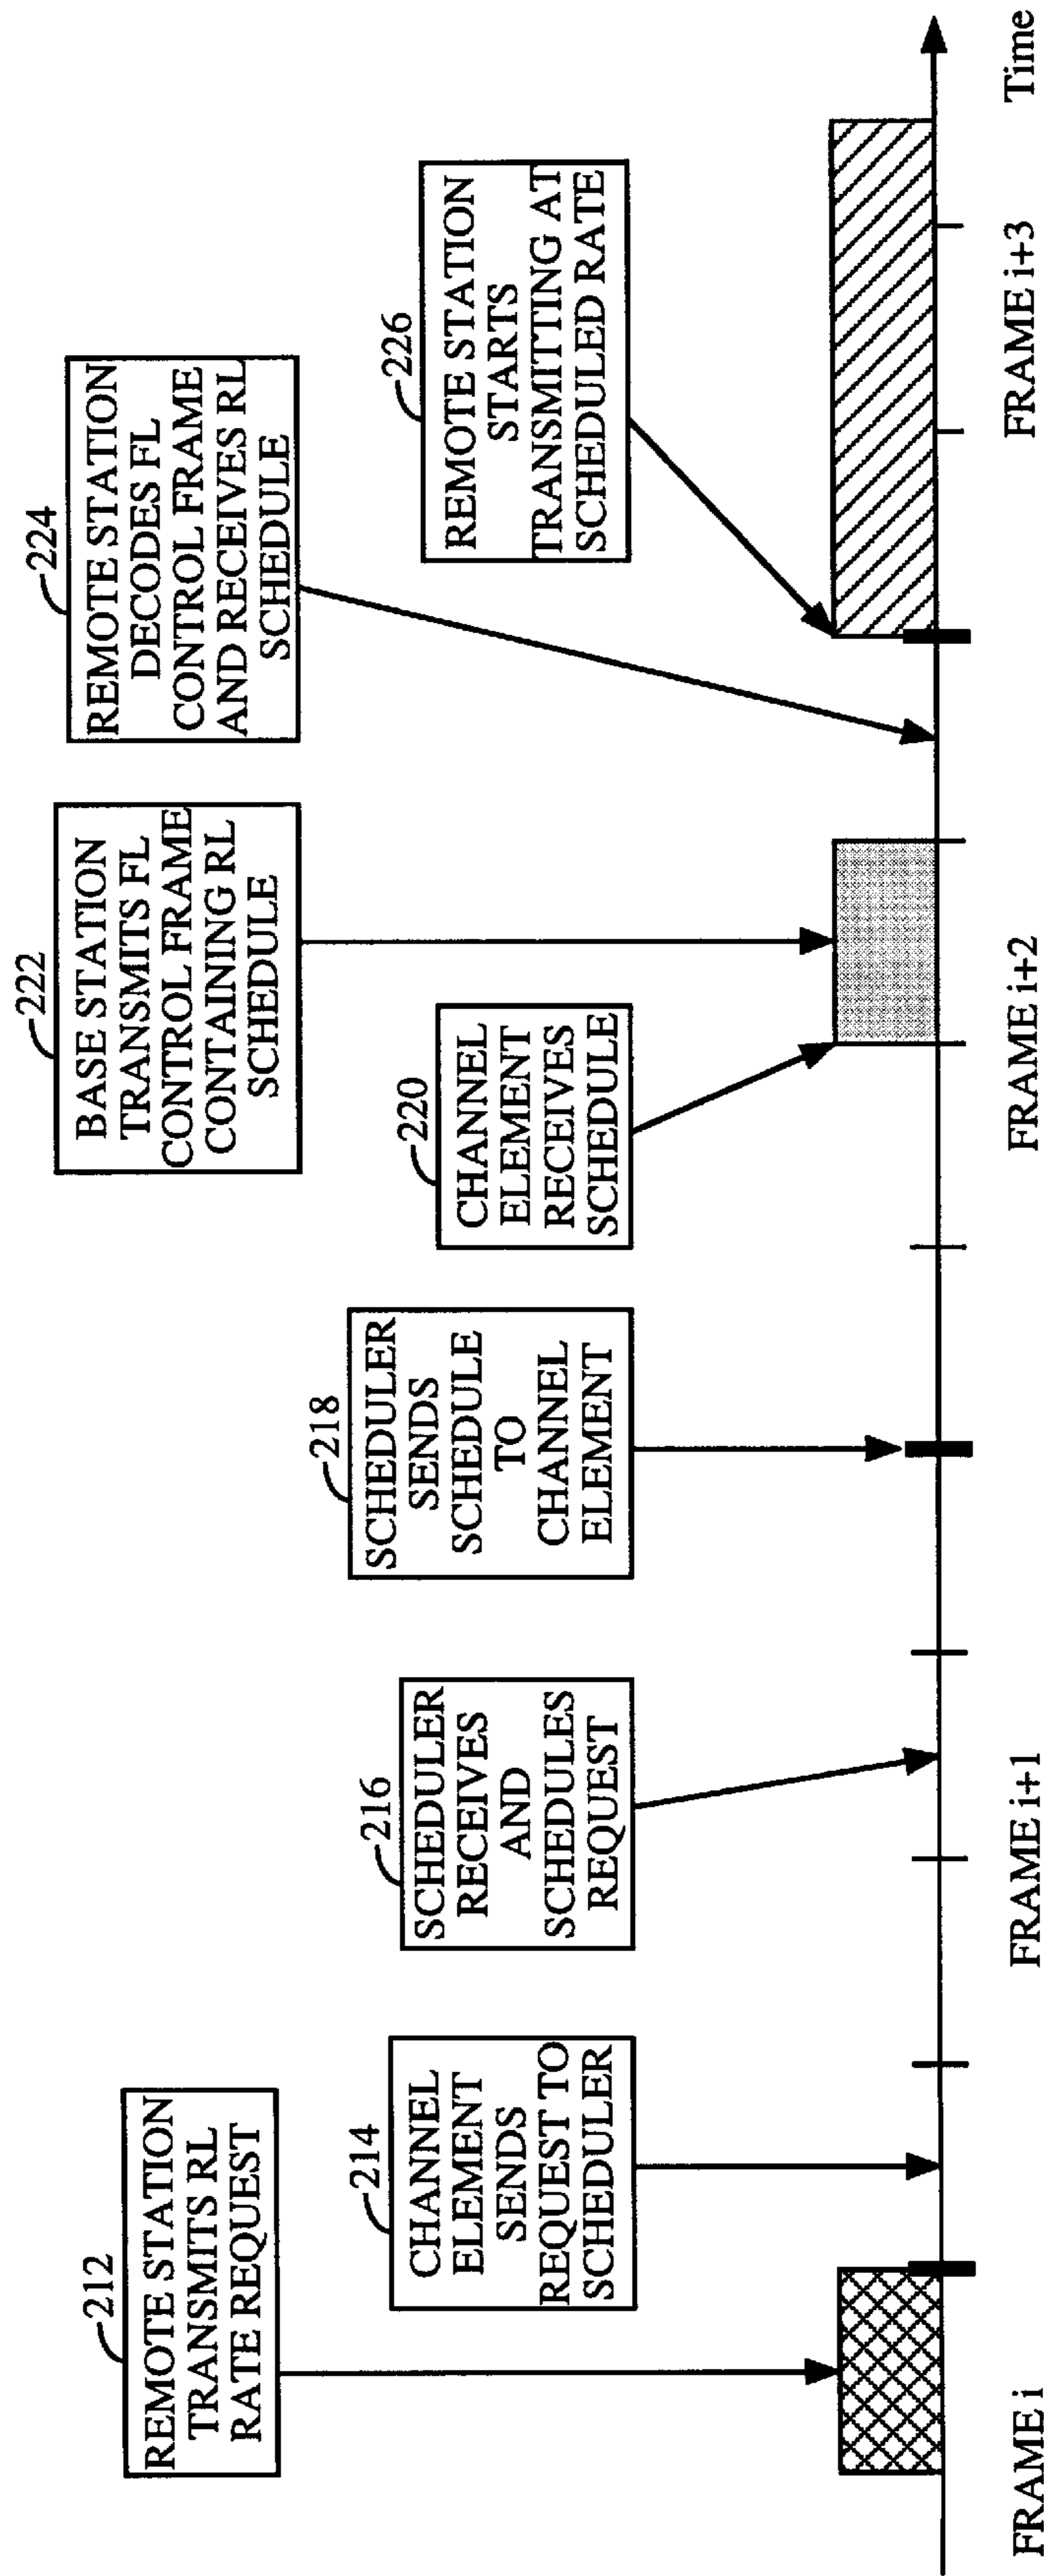 212
REMOTE STATION
TRANSMITS RL
RATE REQUEST
214
CHANNEL
ELEMENT
SENDS
REQUEST TO
SCHEDULER
216
SCHEDULER
RECEIVES
AND
SCHEDULES
REQUEST
218
SCHEDULER
SENDS
SCHEDULE
TO
CHANNEL
ELEMENT
220
CHANNEL
ELEMENT
RECEIVES
SCHEDULE
222
BASE STATION
TRANSMITS FL
CONTROL FRAME
CONTAINING RL
SCHEDULE
224
REMOTE STATION
DECODES FL
CONTROL FRAME
AND RECEIVES RL
SCHEDULE
226
REMOTE STATION
STARTS
TRANSMITTING AT
SCHEDULED RATE
FRAME i
FRAME i+1
FRAME i+2
FRAME i+3
Time